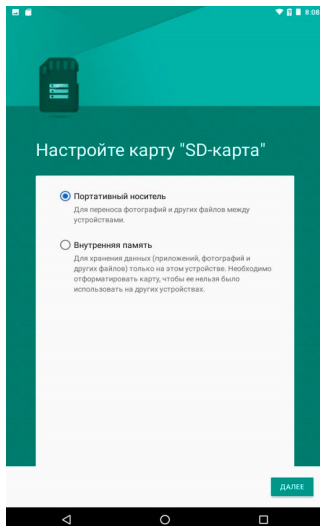 8:08
Настройте карту "SD-карта"
Портативный носитель
Для переноса фотографий и других файлов между
устройствами.
Внутренняя память
Для хранения данных (приложений, фотографий и
других файлов) только на этом устройстве. Необходимо
отформатировать карту, чтобы ее нельзя было
использовать на других устройствах.
ДАЛЕЕ